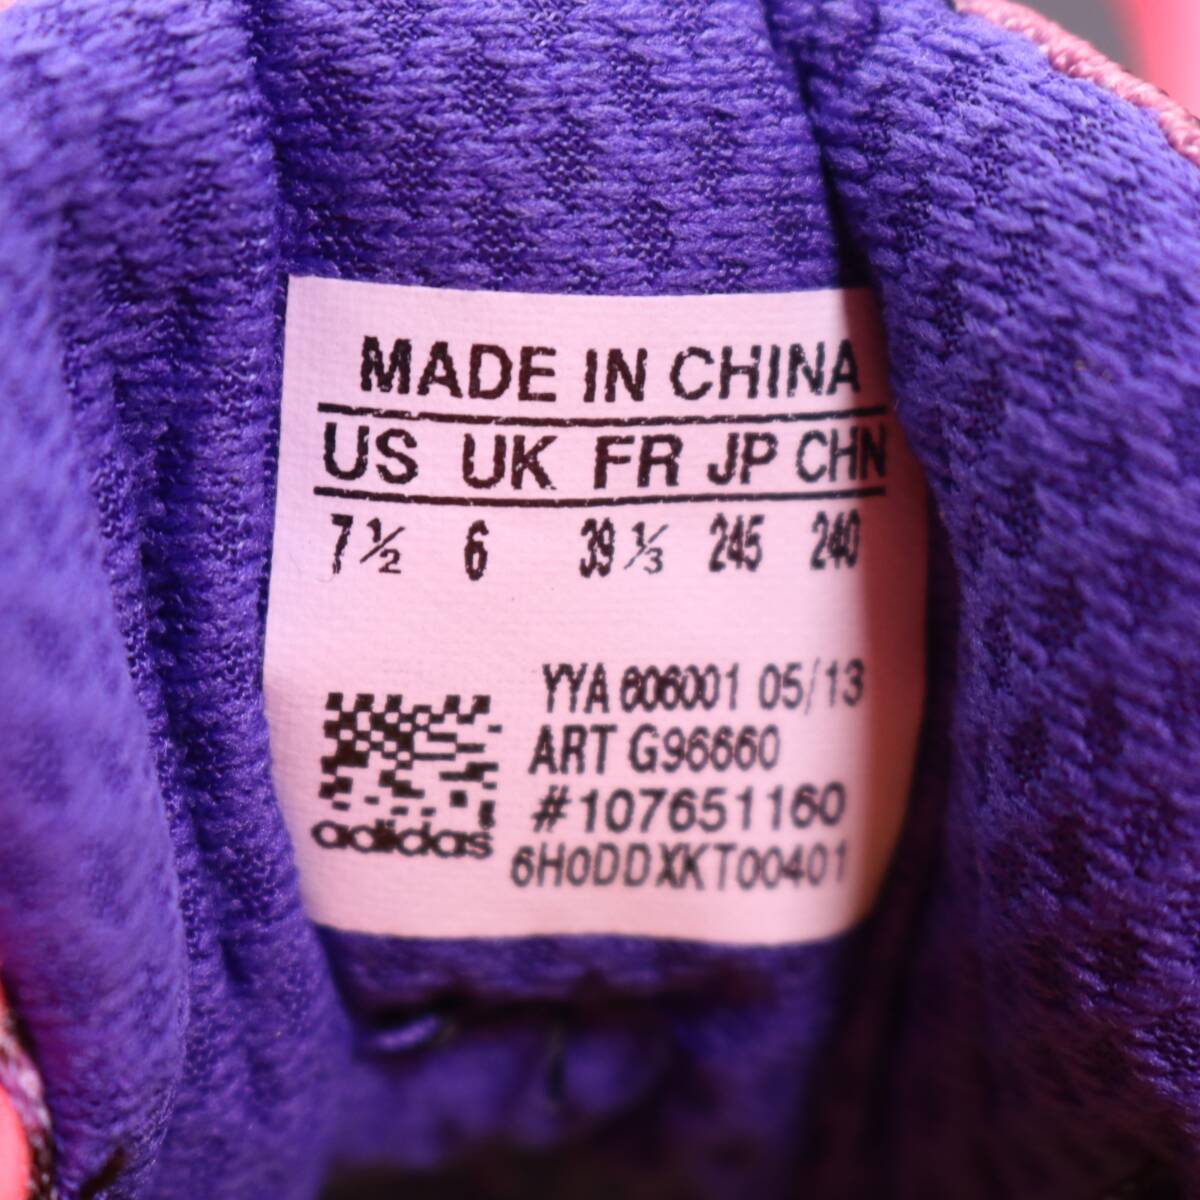 MADE IN CHINA
US UK FR JP CHN
7½ 6 39⅓ 245 240
YYA 606001 05/13
ART G96660
#107651160
adidas
6H0DDXKT00401